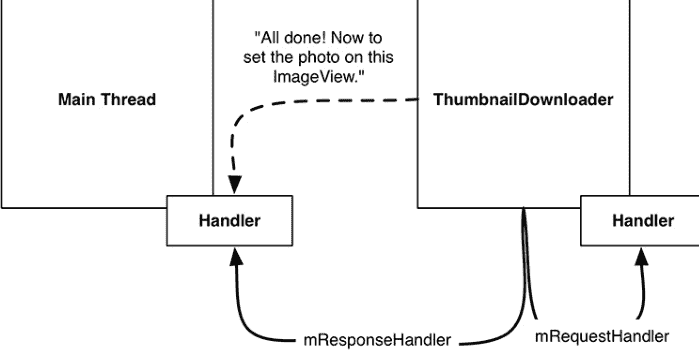 "All done! Now to
set the photo on this
ImageView."
Main Thread
ThumbnailDownloader
Handler
Handler
mResponseHandler
mRequestHandler